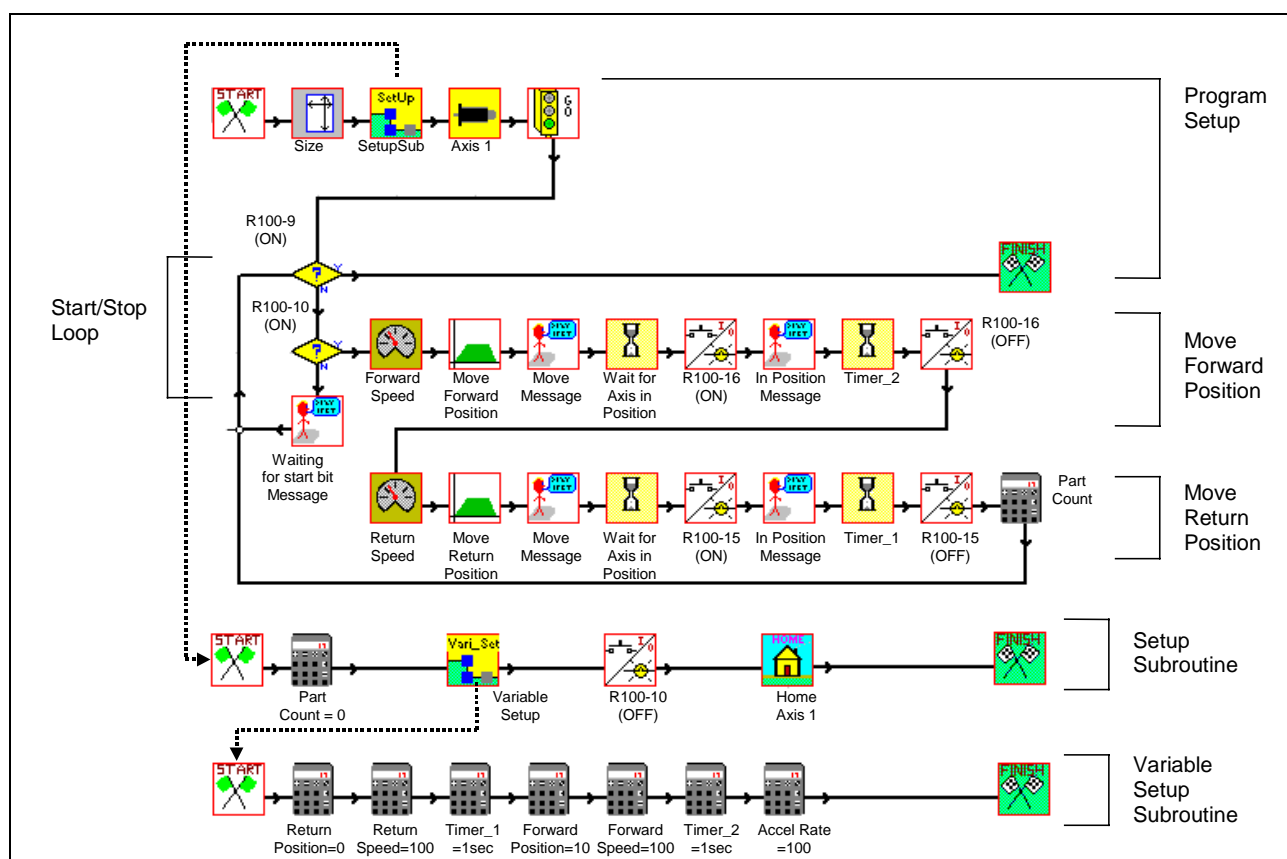 START
Size
SetUp
SetupSub
Axis 1
GO
Program
Setup
R100-9
(ON)
?
Y
N
FINISH
Start/Stop
Loop
R100-10
(ON)
?
Y
N
Forward
Speed
Move
Forward
Position
Move
Message
Wait for
Axis in
Position
I
O
R100-16
(ON)
In Position
Message
Timer_2
I
O
R100-16
(OFF)
Move
Forward
Position
Waiting
for start bit
Message
Return
Speed
Move
Return
Position
Move
Message
Wait for
Axis in
Position
I
O
R100-15
(ON)
In Position
Message
Timer_1
I
O
R100-15
(OFF)
Part
Count
Move
Return
Position
START
Part
Count = 0
Vari_Set
Variable
Setup
I
O
R100-10
(OFF)
HOME
Home
Axis 1
FINISH
Setup
Subroutine
START
Return
Position=0
Return
Speed=100
Timer_1
=1sec
Forward
Position=10
Forward
Speed=100
Timer_2
=1sec
Accel Rate
=100
FINISH
Variable
Setup
Subroutine